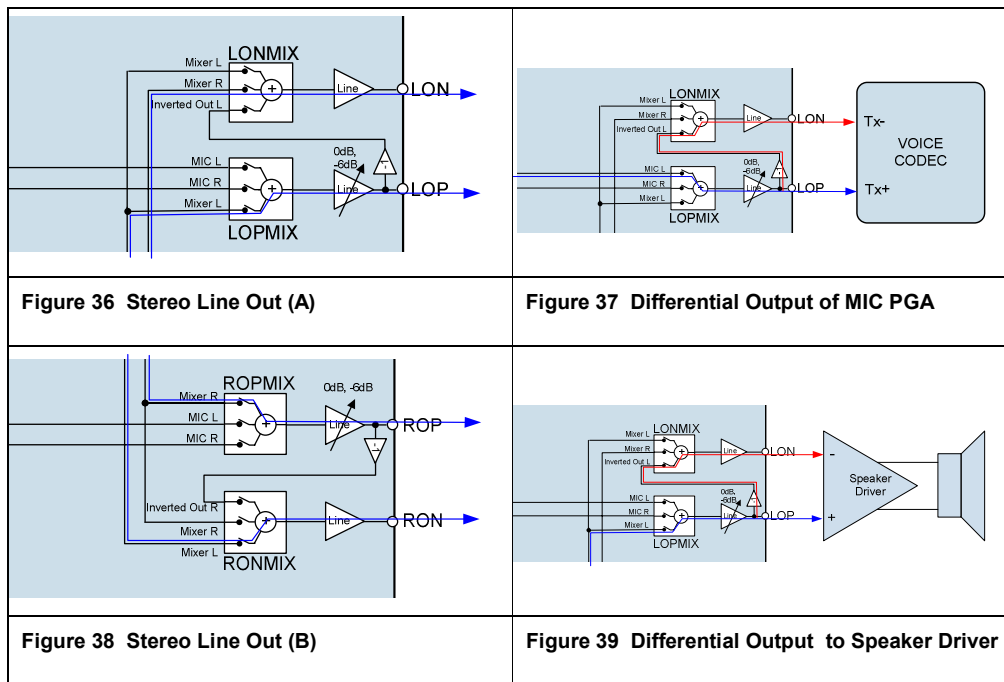 LONMIX
Mixer L
Mixer R
Inverted Out L
Line
LON
-1
0dB,
-6dB
MIC L
MIC R
Mixer L
Line
LOP
LOPMIX
Figure 36 Stereo Line Out (A)
LONMIX
Mixer L
Mixer R
Inverted Out L
Line
LON
-1
0dB,
-6dB
MIC L
MIC R
Mixer L
Line
LOP
LOPMIX
Tx-
VOICE
CODEC
Tx+
Figure 37 Differential Output of MIC PGA
ROPMIX
0dB, -6dB
Mixer R
MIC L
MIC R
Line
ROP
-1
Inverted Out R
Mixer R
Mixer L
Line
RON
RONMIX
Figure 38 Stereo Line Out (B)
LONMIX
Mixer L
Mixer R
Inverted Out L
Line
LON
-1
0dB,
-6dB
MIC L
MIC R
Mixer L
Line
LOP
LOPMIX
-
Speaker
Driver
+
Figure 39 Differential Output to Speaker Driver